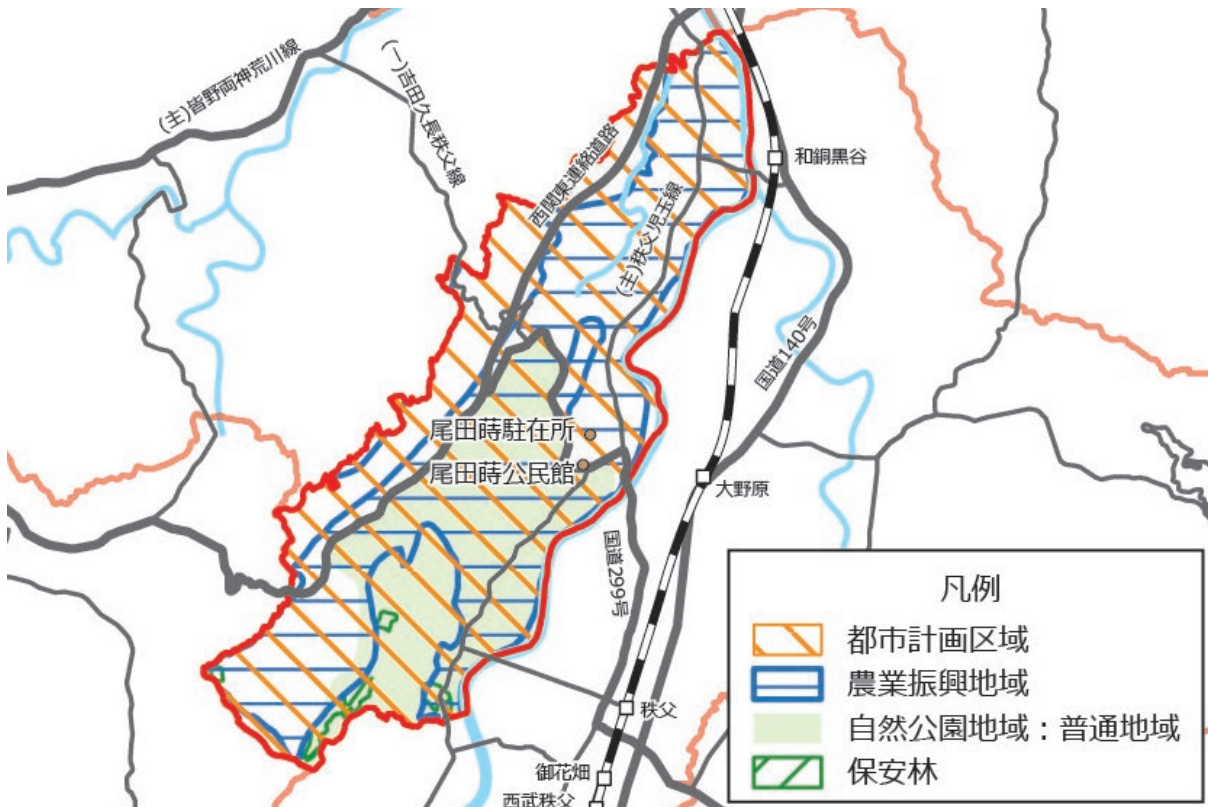 (主)皆野両神荒川線
(一)吉田久長秩父線
西関東連絡道路
(主)秩父児玉線
和銅黒谷
国道140号
尾田蒔駐在所
尾田蒔公民館
大野原
国道299号
秩父
御花畑
西武秩父
凡例
都市計画区域
農業振興地域
自然公園地域：普通地域
保安林